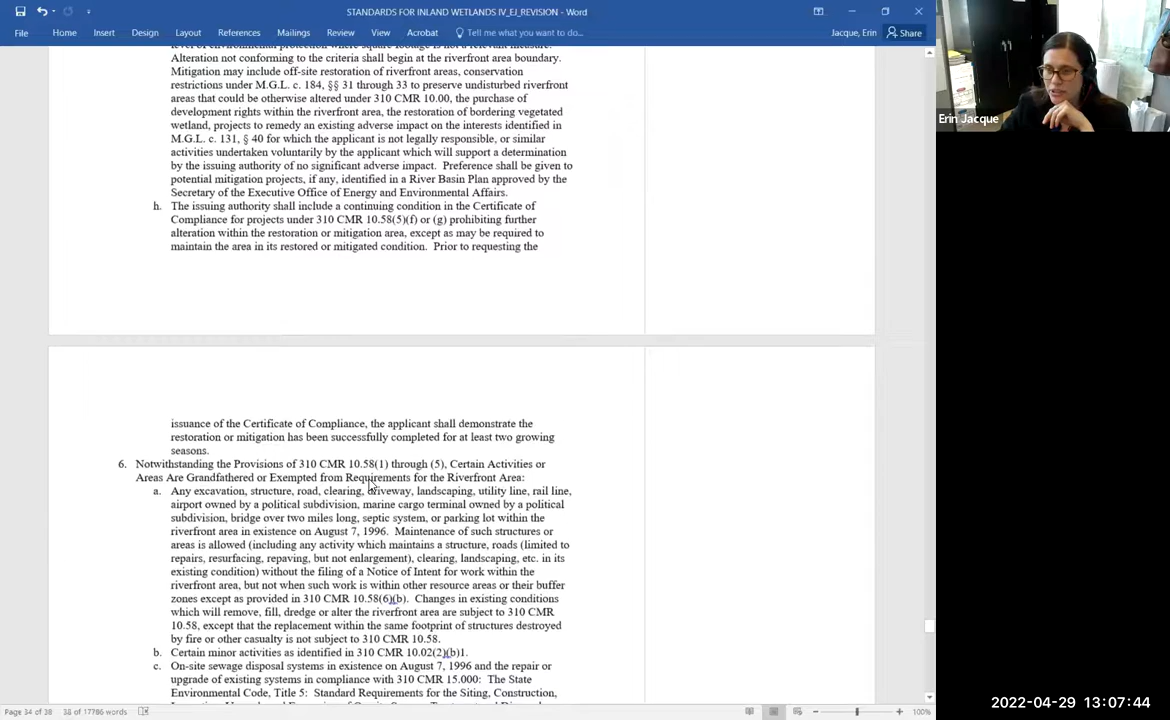 STANDARDS FOR INLAND WETLANDS IV_EJ_REVISION - Word
File Home Insert Design Layout References Mailings Review View Acrobat Tell me what you want to do... Jacque, Erin Share
level of environmental protection where square footage is not a relevant measure.
Alteration not conforming to the criteria shall begin at the riverfront area boundary.
Mitigation may include off-site restoration of riverfront areas, conservation
restrictions under M.G.L. c. 184, §§ 31 through 33 to preserve undisturbed riverfront
areas that could be otherwise altered under 310 CMR 10.00, the purchase of
development rights within the riverfront area, the restoration of bordering vegetated
wetland, projects to remedy an existing adverse impact on the interests identified in
M.G.L. c. 131, § 40 for which the applicant is not legally responsible, or similar
activities undertaken voluntarily by the applicant which will support a determination
by the issuing authority of no significant adverse impact. Preference shall be given to
potential mitigation projects, if any, identified in a River Basin Plan approved by the
Secretary of the Executive Office of Energy and Environmental Affairs.
h. The issuing authority shall include a continuing condition in the Certificate of
Compliance for projects under 310 CMR 10.58(5)(f) or (g) prohibiting further
alteration within the restoration or mitigation area, except as may be required to
maintain the area in its restored or mitigated condition. Prior to requesting the
issuance of the Certificate of Compliance, the applicant shall demonstrate the
restoration or mitigation has been successfully completed for at least two growing
seasons.
6. Notwithstanding the Provisions of 310 CMR 10.58(1) through (5), Certain Activities or
Areas Are Grandfathered or Exempted from Requirements for the Riverfront Area:
a. Any excavation, structure, road, clearing, driveway, landscaping, utility line, rail line,
airport owned by a political subdivision, marine cargo terminal owned by a political
subdivision, bridge over two miles long, septic system, or parking lot within the
riverfront area in existence on August 7, 1996. Maintenance of such structures or
areas is allowed (including any activity which maintains a structure, roads (limited to
repairs, resurfacing, repaving, but not enlargement), clearing, landscaping, etc. in its
existing condition) without the filing of a Notice of Intent for work within the
riverfront area, but not when such work is within other resource areas or their buffer
zones except as provided in 310 CMR 10.58(6)(b). Changes in existing conditions
which will remove, fill, dredge or alter the riverfront area are subject to 310 CMR
10.58, except that the replacement within the same footprint of structures destroyed
by fire or other casualty is not subject to 310 CMR 10.58.
b. Certain minor activities as identified in 310 CMR 10.02(2)(b)1.
c. On-site sewage disposal systems in existence on August 7, 1996 and the repair or
upgrade of existing systems in compliance with 310 CMR 15.000: The State
Environmental Code, Title 5: Standard Requirements for the Siting, Construction,
Page 34 of 38 38 of 17786 words 100%
Erin Jacque
2022-04-29 13:07:44